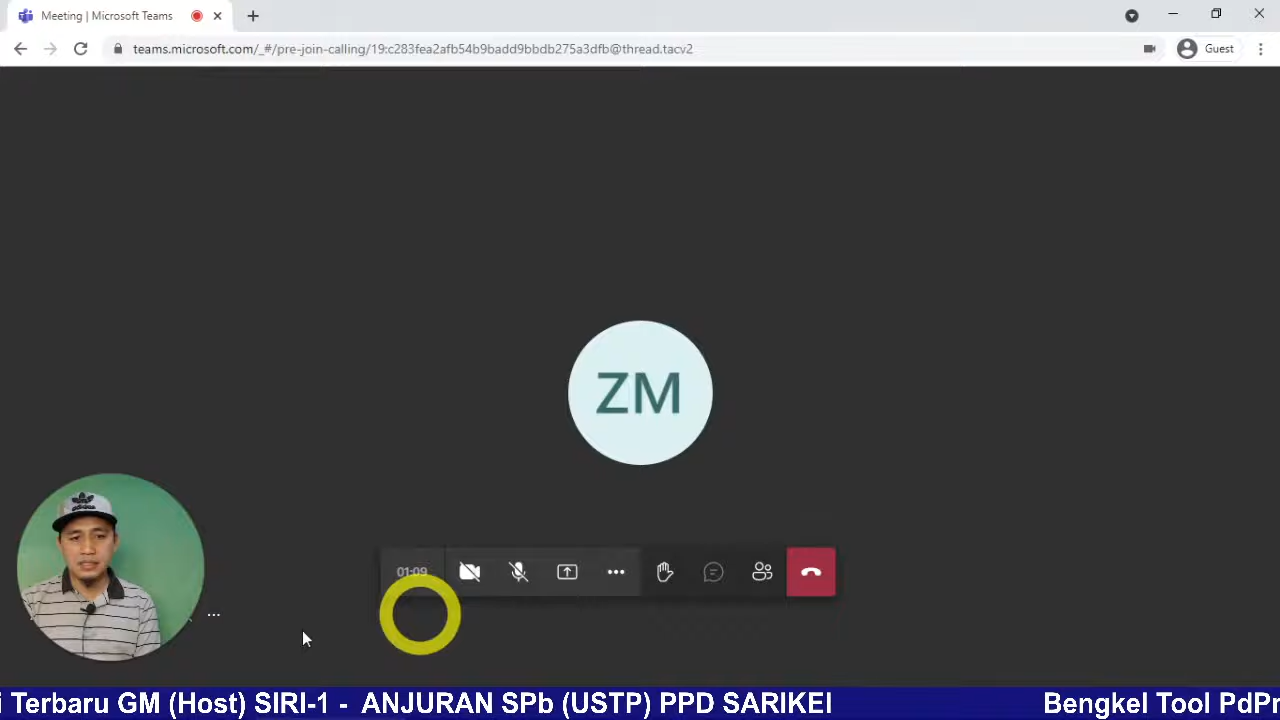 Meeting | Microsoft Teams
teams.microsoft.com/_#/pre-join-calling/19:c283fea2afb54b9badd9bbdb275a3dfb@thread.tacv2
Guest
ZM
adidas
01:09
i Terbaru GM (Host) SIRI-1 - ANJURAN SPb (USTP) PPD SARIKEI Bengkel Tool PdPr